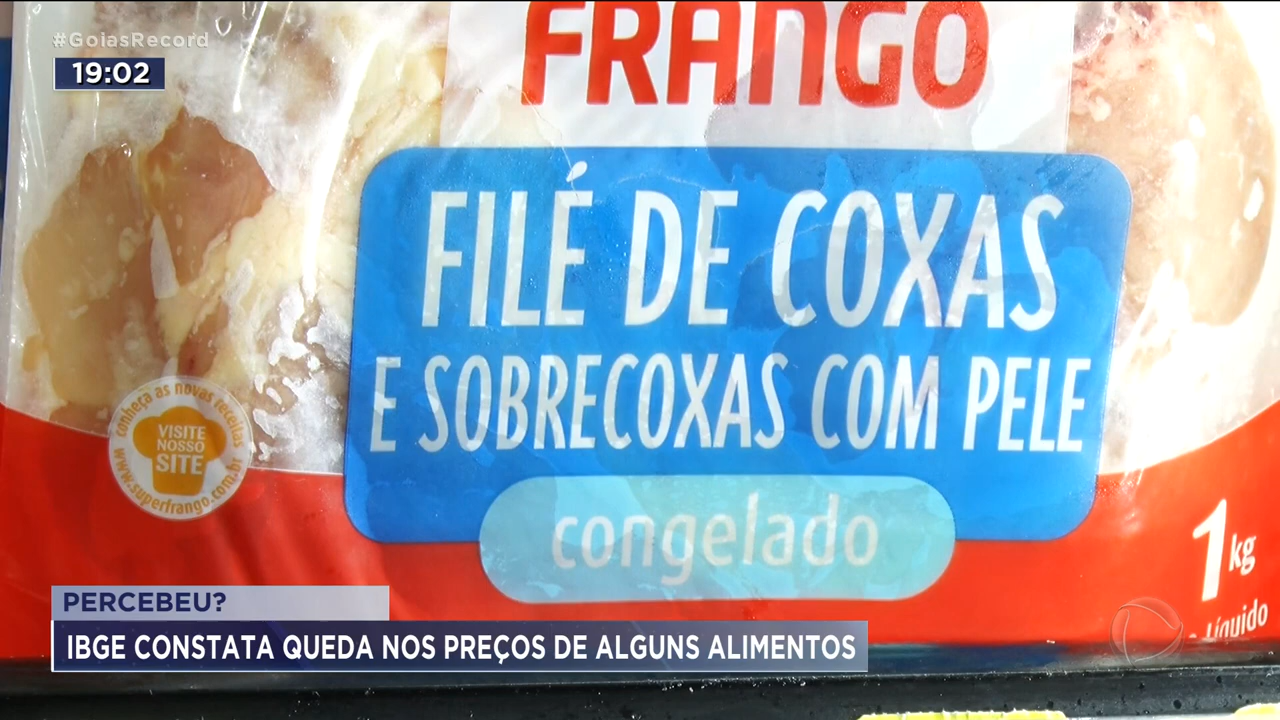 #GoiasRecord
19:02
FRANGO
FILÉ DE COXAS
E SOBRECOXAS COM PELE
congelado
conheça as novas receitas
VISITE
NOSSO
SITE
www.superfrango.com.br
1kg
Líquido
PERCEBEU?
IBGE CONSTATA QUEDA NOS PREÇOS DE ALGUNS ALIMENTOS